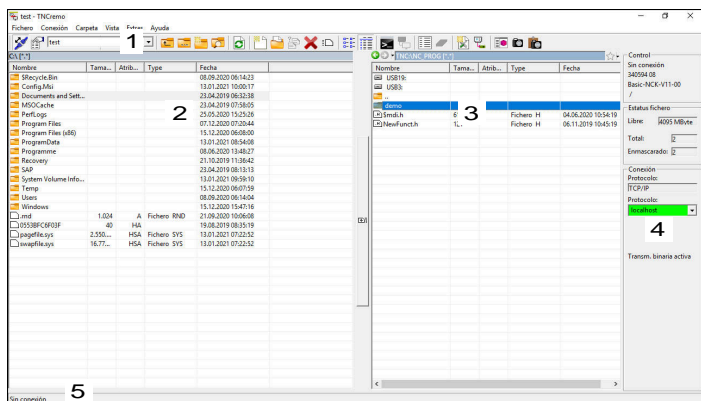 test - TNCremo
Fichero Conexión Carpeta Vista Extras Ayuda
test
1
C:\ [*.*]
Nombre Tama... Atrib... Type Fecha
$Recycle.Bin 08.09.2020 06:14:23
Config.Msi 13.01.2021 10:00:17
Documents and Sett... 23.04.2019 06:32:38
MSOCache 23.04.2019 07:58:05
PerfLogs 25.05.2020 15:25:26
Program Files 07.12.2020 07:20:44
Program Files (x86) 15.12.2020 06:08:00
ProgramData 13.01.2021 08:54:08
Programme 08.06.2020 13:48:27
Recovery 21.10.2019 11:36:42
SAP 23.04.2019 08:13:13
System Volume Info... 13.01.2021 09:59:10
Temp 15.12.2020 06:07:59
Users 08.09.2020 06:14:04
Windows 15.12.2020 15:47:16
.rnd 1.024 A Fichero RND 21.09.2020 10:06:08
0553BFC6F03F 40 HA 19.08.2019 08:35:19
pagefile.sys 2.550.... HSA Fichero SYS 13.01.2021 07:22:52
swapfile.sys 16.77... HSA Fichero SYS 13.01.2021 07:22:52
2
TNC:\NC_PROG [*.*]
Nombre Tama... Atrib... Type Fecha
USB19:
USB3:
..
demo
$mdi.h 6 Fichero H 04.06.2020 10:54:19
NewFunct.h Fichero H 06.11.2019 10:45:19
3
Control
Sin conexión
340594 08
Basic-NCK-V11-00
/
Estatus fichero
Libre: 4095 MByte
Total: 2
Enmascarado: 2
Conexión
Protocolo:
TCP/IP
Protocolo:
localhost
4
Transm. binaria activa
5
Sin conexión